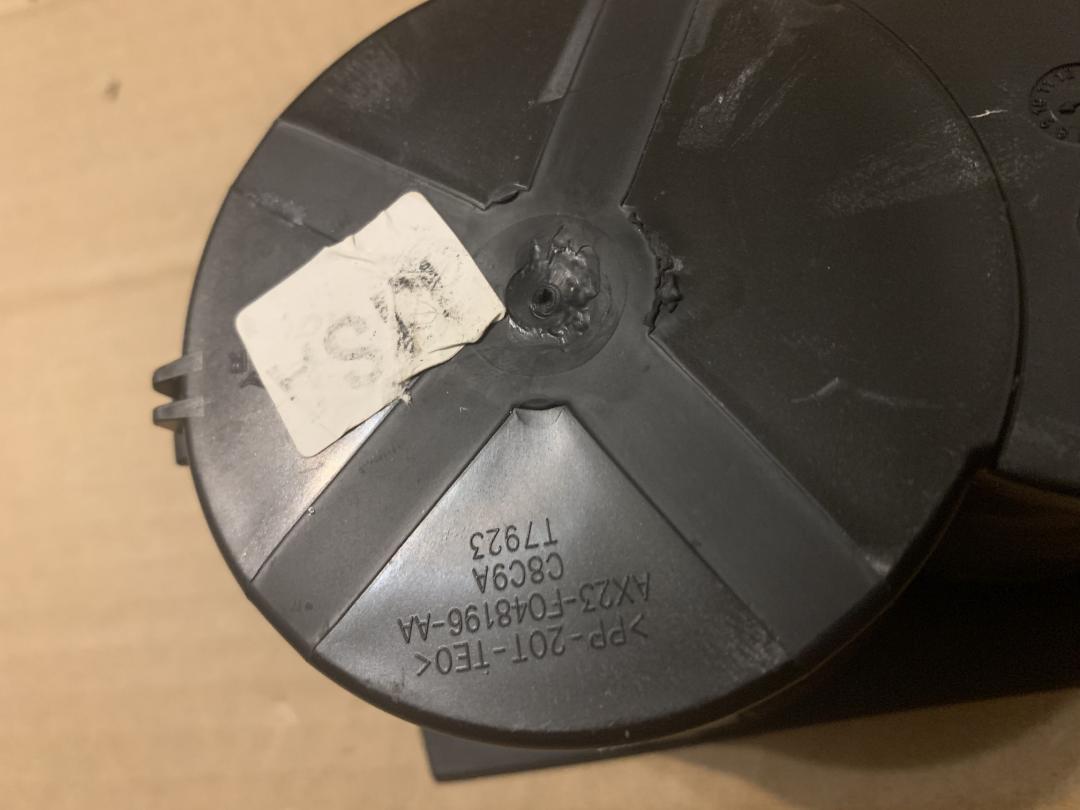 >PP-20T-TEO<
AX23-F048196-AA
C8C9A
T7923